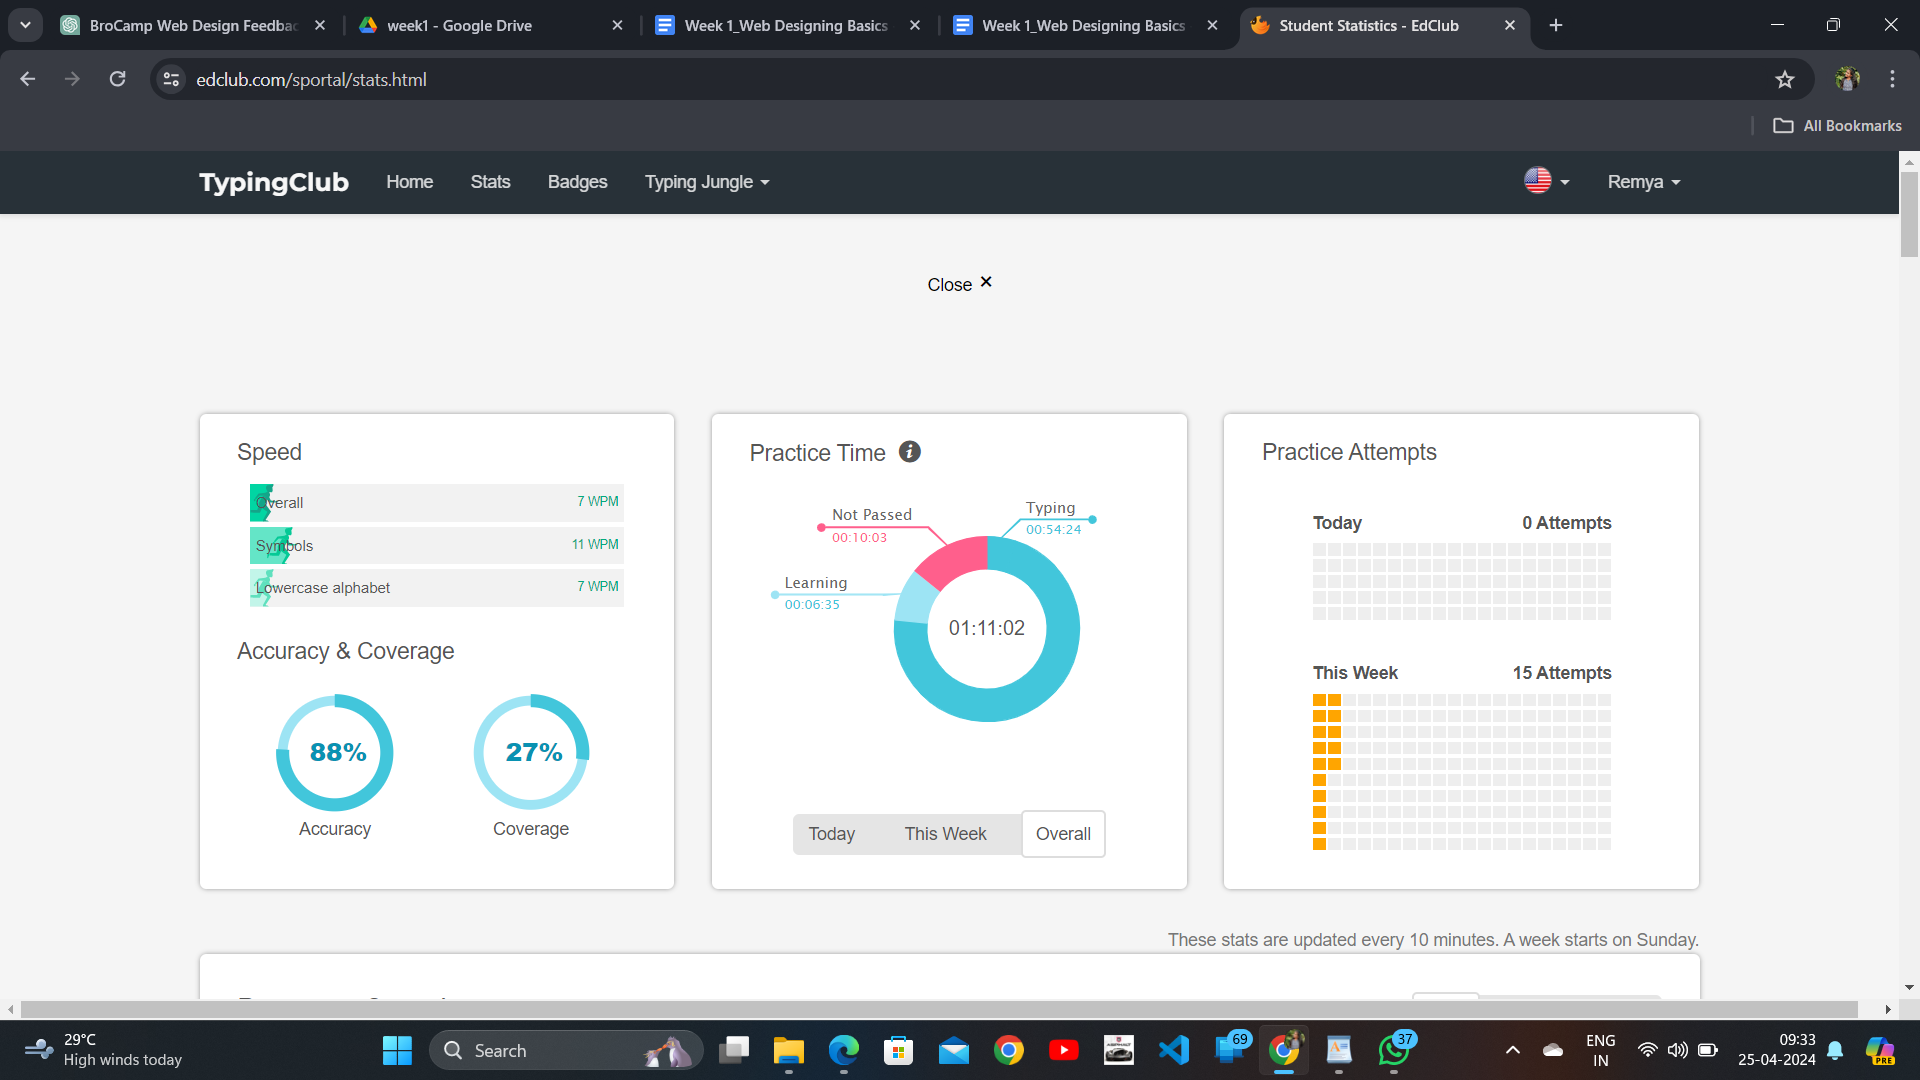 BroCamp Web Design Feedbac
week1 - Google Drive
Week 1_Web Designing Basics
Week 1_Web Designing Basics
Student Statistics - EdClub
edclub.com/sportal/stats.html
All Bookmarks
TypingClub
Home
Stats
Badges
Typing Jungle
Remya
Close ✕
Speed
Overall
7 WPM
Symbols
11 WPM
Lowercase alphabet
7 WPM
Accuracy & Coverage
88%
Accuracy
27%
Coverage
Practice Time
Not Passed
00:10:03
Typing
00:54:24
Learning
00:06:35
01:11:02
Today
This Week
Overall
Practice Attempts
Today
0 Attempts
This Week
15 Attempts
These stats are updated every 10 minutes. A week starts on Sunday.
29°C
High winds today
Search
69
37
ENG
IN
09:33
25-04-2024
PRE